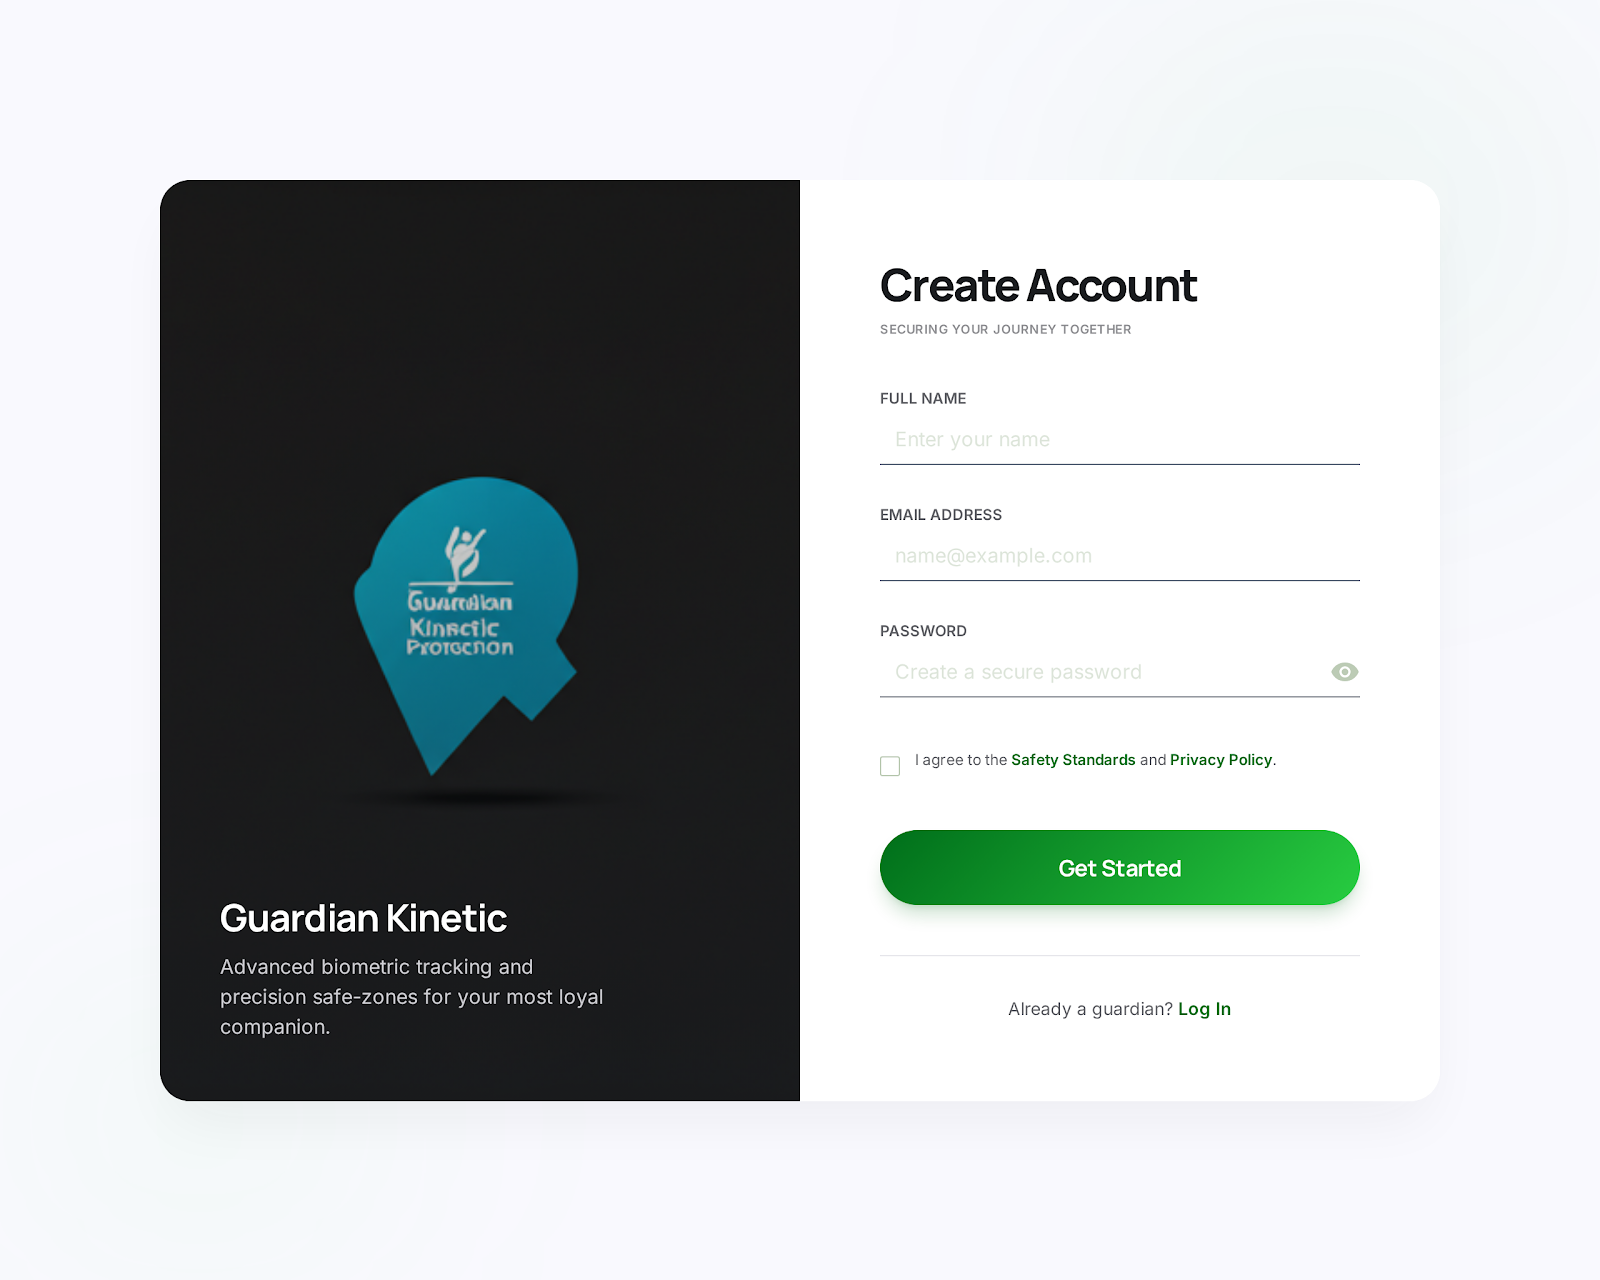 Guardian
Kinetic
Guardian Kinetic
Advanced biometric tracking and
precision safe-zones for your most loyal
companion.
Create Account
SECURING YOUR JOURNEY TOGETHER
FULL NAME
Enter your name
EMAIL ADDRESS
name@example.com
PASSWORD
Create a secure password
I agree to the Safety Standards and Privacy Policy.
Get Started
Already a guardian? Log In